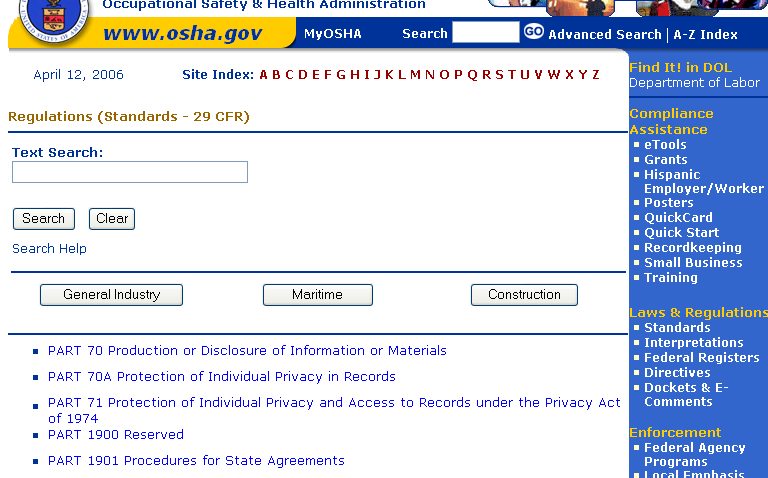 Occupational Safety & Health Administration
www.osha.gov MyOSHA Search GO Advanced Search | A-Z Index
April 12, 2006 Site Index: A B C D E F G H I J K L M N O P Q R S T U V W X Y Z
Regulations (Standards - 29 CFR)
Text Search:
Search Clear
Search Help
General Industry Maritime Construction
PART 70 Production or Disclosure of Information or Materials
PART 70A Protection of Individual Privacy in Records
PART 71 Protection of Individual Privacy and Access to Records under the Privacy Act
of 1974
PART 1900 Reserved
PART 1901 Procedures for State Agreements
Find It! in DOL
Department of Labor
Compliance
Assistance
eTools
Grants
Hispanic
Employer/Worker
Posters
QuickCard
Quick Start
Recordkeeping
Small Business
Training
Laws & Regulations
Standards
Interpretations
Federal Registers
Directives
Dockets & E-
Comments
Enforcement
Federal Agency
Programs
Local Emphasis